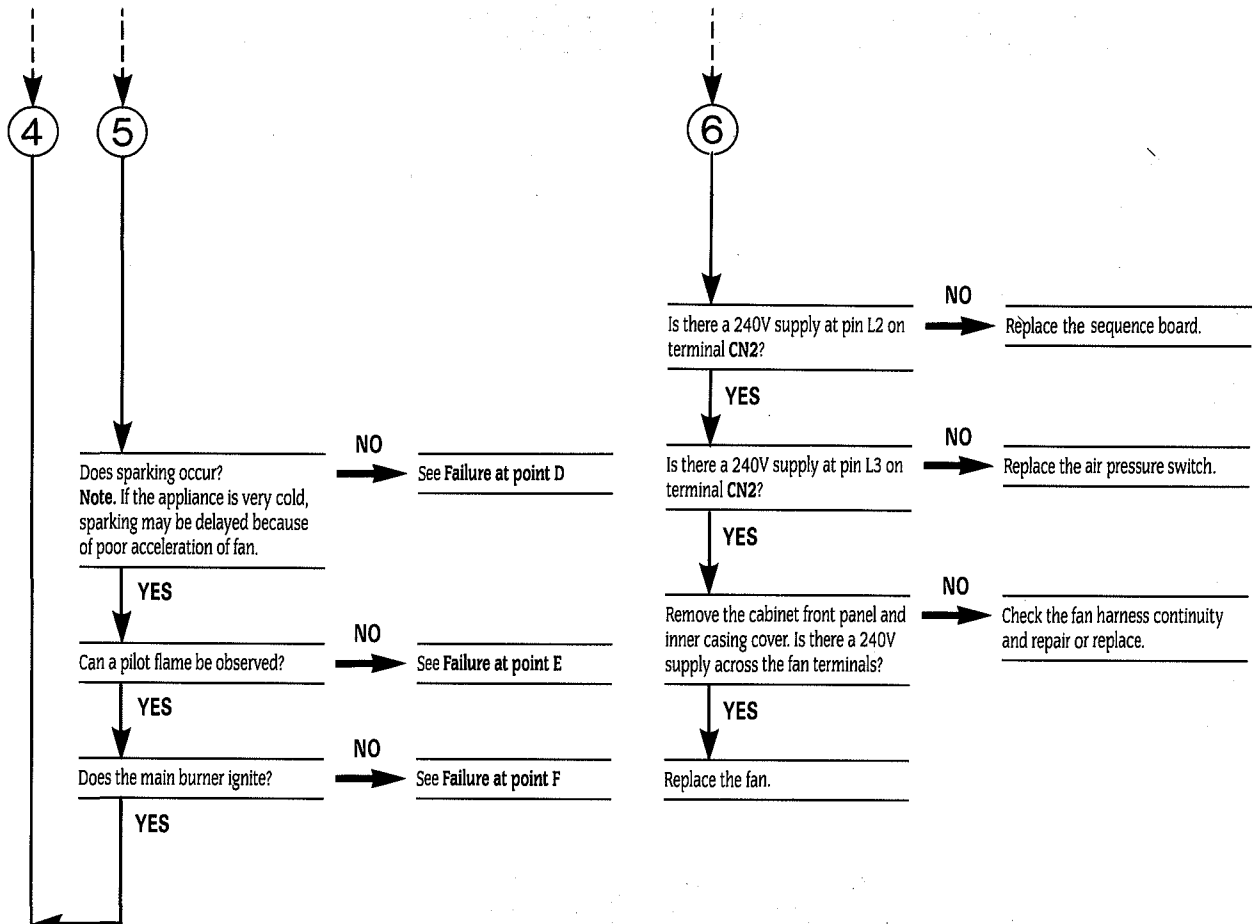 4
5
6
Is there a 240V supply at pin L2 on
terminal CN2?
NO
Replace the sequence board.
YES
Is there a 240V supply at pin L3 on
terminal CN2?
NO
Replace the air pressure switch.
YES
Remove the cabinet front panel and
inner casing cover. Is there a 240V
supply across the fan terminals?
NO
Check the fan harness continuity
and repair or replace.
YES
Replace the fan.
Does sparking occur?
Note. If the appliance is very cold,
sparking may be delayed because
of poor acceleration of fan.
NO
See Failure at point D
YES
Can a pilot flame be observed?
NO
See Failure at point E
YES
Does the main burner ignite?
NO
See Failure at point F
YES